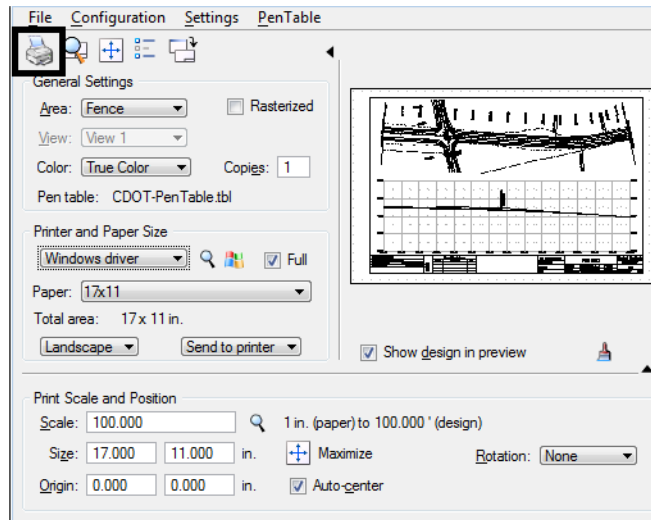 File Configuration Settings PenTable
General Settings
Area: Fence Rasterized
View: View 1
Color: True Color Copies: 1
Pen table: CDOT-PenTable.tbl
Printer and Paper Size
Windows driver Full
Paper: 17x11
Total area: 17 x 11 in.
Landscape Send to printer Show design in preview
Print Scale and Position
Scale: 100.000 1 in. (paper) to 100.000 ' (design)
Size: 17.000 11.000 in. Maximize Rotation: None
Origin: 0.000 0.000 in. Auto-center